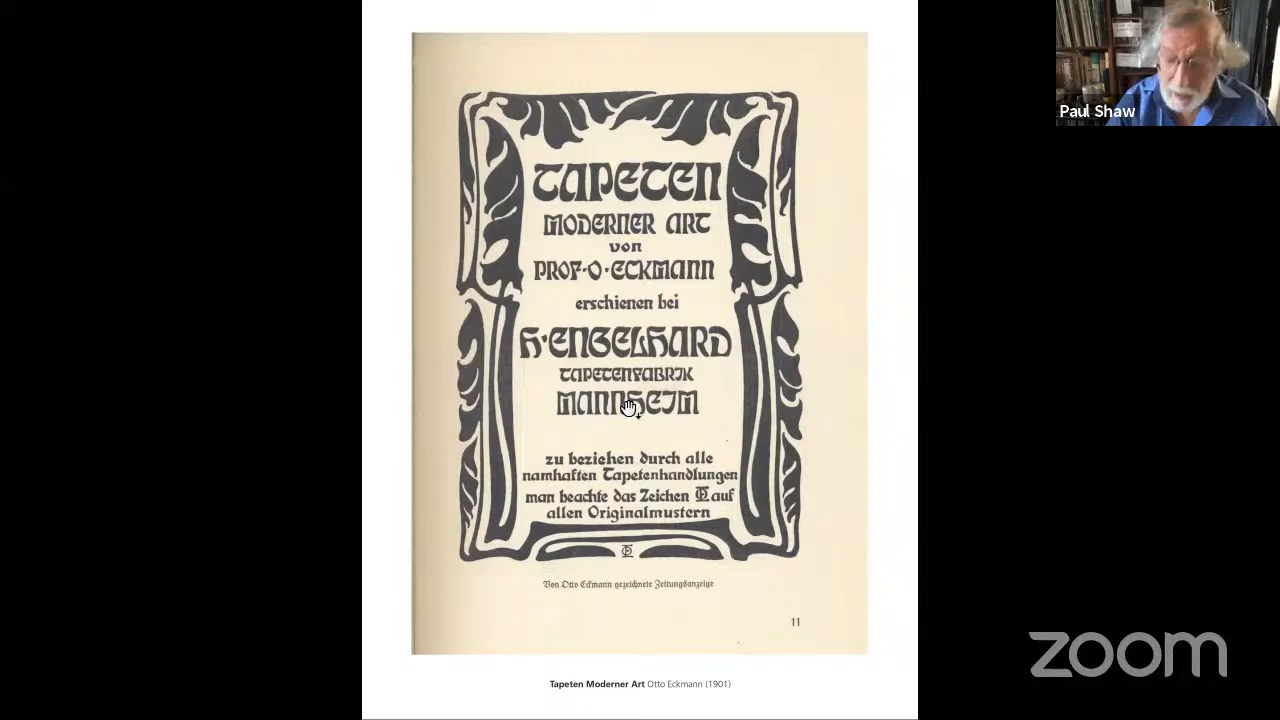 Paul Shaw
TAPETEN
MODERNER ART
von
PROF·O·ECKMANN
erschienen bei
H·ENGELHARD
TAPETENFABRIK
MANNHEIM
zu beziehen durch alle
namhaften Tapetenhandlungen
man beachte das Zeichen auf
allen Originalmustern
Von Otto Eckmann gezeichnete Zeitungsanzeige
11
zoom
Tapeten Moderner Art Otto Eckmann (1901)